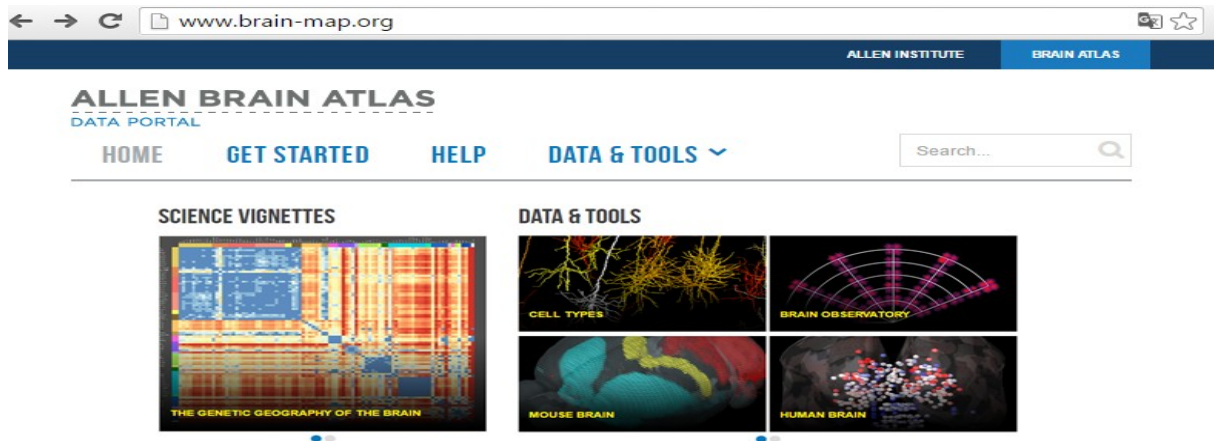 www.brain-map.org
ALLEN INSTITUTE BRAIN ATLAS
ALLEN BRAIN ATLAS
DATA PORTAL
HOME GET STARTED HELP DATA & TOOLS
Search...
SCIENCE VIGNETTES
DATA & TOOLS
CELL TYPES
BRAIN OBSERVATORY
THE GENETIC GEOGRAPHY OF THE BRAIN
MOUSE BRAIN
HUMAN BRAIN